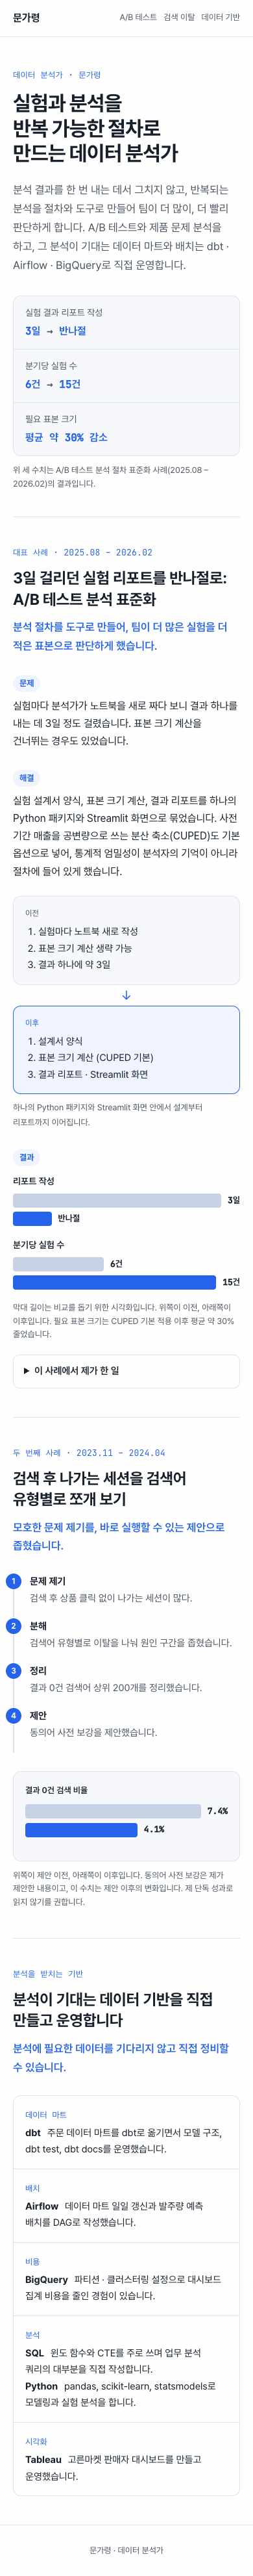 문가령
A/B 테스트 검색 이탈 데이터 기반
데이터 분석가 · 문가령
실험과 분석을
반복 가능한 절차로
만드는 데이터 분석가
분석 결과를 한 번 내는 데서 그치지 않고, 반복되는
분석을 절차와 도구로 만들어 팀이 더 많이, 더 빨리
판단하게 합니다. A/B 테스트와 제품 문제 분석을
하고, 그 분석이 기대는 데이터 마트와 배치는 dbt ·
Airflow · BigQuery로 직접 운영합니다.
실험 결과 리포트 작성
3일 → 반나절
분기당 실험 수
6건 → 15건
필요 표본 크기
평균 약 30% 감소
위 세 수치는 A/B 테스트 분석 절차 표준화 사례(2025.08 –
2026.02)의 결과입니다.
대표 사례 · 2025.08 – 2026.02
3일 걸리던 실험 리포트를 반나절로:
A/B 테스트 분석 표준화
분석 절차를 도구로 만들어, 팀이 더 많은 실험을 더
적은 표본으로 판단하게 했습니다.
문제
실험마다 분석가가 노트북을 새로 짜다 보니 결과 하나를
내는 데 3일 정도 걸렸습니다. 표본 크기 계산을
건너뛰는 경우도 있었습니다.
해결
실험 설계서 양식, 표본 크기 계산, 결과 리포트를 하나의
Python 패키지와 Streamlit 화면으로 묶었습니다. 사전
기간 매출을 공변량으로 쓰는 분산 축소(CUPED)도 기본
옵션으로 넣어, 통계적 엄밀성이 분석자의 기억이 아니라
절차에 들어 있게 했습니다.
이전
1. 실험마다 노트북 새로 작성
2. 표본 크기 계산 생략 가능
3. 결과 하나에 약 3일
↓
이후
1. 설계서 양식
2. 표본 크기 계산 (CUPED 기본)
3. 결과 리포트 · Streamlit 화면
하나의 Python 패키지와 Streamlit 화면 안에서 설계부터
리포트까지 이어집니다.
결과
리포트 작성
3일
반나절
분기당 실험 수
6건
15건
막대 길이는 비교를 돕기 위한 시각화입니다. 위쪽이 이전, 아래쪽이
이후입니다. 필요 표본 크기는 CUPED 기본 적용 이후 평균 약 30%
줄었습니다.
▶ 이 사례에서 제가 한 일
두 번째 사례 · 2023.11 – 2024.04
검색 후 나가는 세션을 검색어
유형별로 쪼개 보기
모호한 문제 제기를, 바로 실행할 수 있는 제안으로
좁혔습니다.
1 문제 제기
검색 후 상품 클릭 없이 나가는 세션이 많다.
2 분해
검색어 유형별로 이탈을 나눠 원인 구간을 좁혔습니다.
3 정리
결과 0건 검색어 상위 200개를 정리했습니다.
4 제안
동의어 사전 보강을 제안했습니다.
결과 0건 검색 비율
7.4%
4.1%
위쪽이 제안 이전, 아래쪽이 이후입니다. 동의어 사전 보강은 제가
제안한 내용이고, 이 수치는 제안 이후의 변화입니다. 제 단독 성과로
읽지 않기를 권합니다.
분석을 받치는 기반
분석이 기대는 데이터 기반을 직접
만들고 운영합니다
분석에 필요한 데이터를 기다리지 않고 직접 정비할
수 있습니다.
데이터 마트
dbt 주문 데이터 마트를 dbt로 옮기면서 모델 구조,
dbt test, dbt docs를 운영했습니다.
배치
Airflow 데이터 마트 일일 갱신과 발주량 예측
배치를 DAG로 작성했습니다.
비용
BigQuery 파티션 · 클러스터링 설정으로 대시보드
집계 비용을 줄인 경험이 있습니다.
분석
SQL 윈도 함수와 CTE를 주로 쓰며 업무 분석
쿼리의 대부분을 직접 작성합니다.
Python pandas, scikit-learn, statsmodels로
모델링과 실험 분석을 합니다.
시각화
Tableau 고른마켓 판매자 대시보드를 만들고
운영했습니다.
문가령 · 데이터 분석가